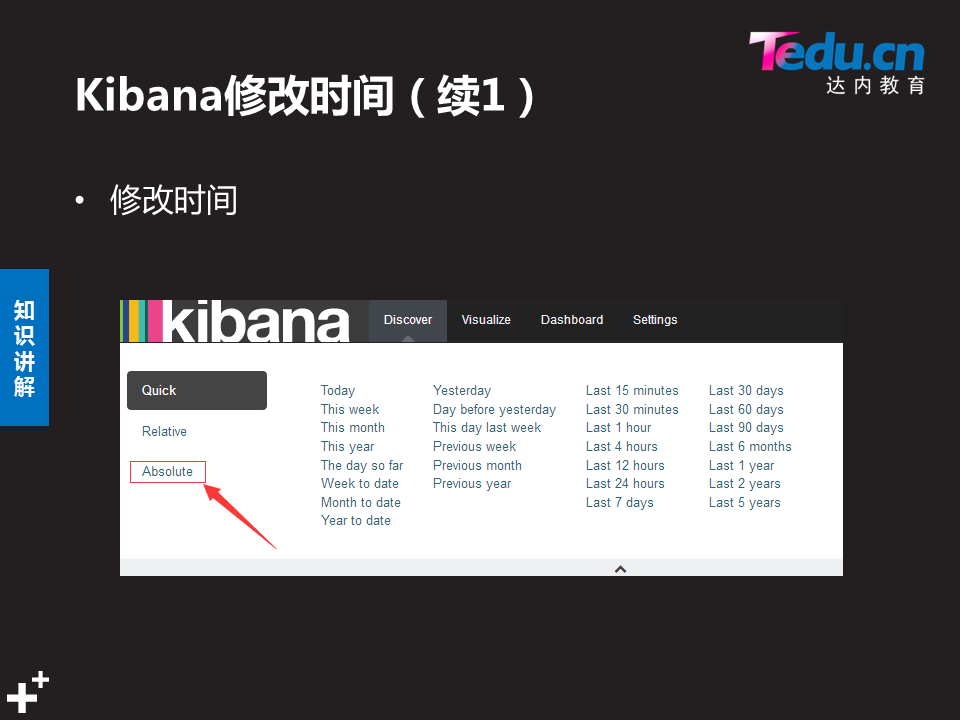 Tedu.cn
达内教育
Kibana修改时间（续1）
• 修改时间
知识讲解
kibana
Discover Visualize Dashboard Settings
Quick
Relative
Absolute
Today
This week
This month
This year
The day so far
Week to date
Month to date
Year to date
Yesterday
Day before yesterday
This day last week
Previous week
Previous month
Previous year
Last 15 minutes
Last 30 minutes
Last 1 hour
Last 4 hours
Last 12 hours
Last 24 hours
Last 7 days
Last 30 days
Last 60 days
Last 90 days
Last 6 months
Last 1 year
Last 2 years
Last 5 years